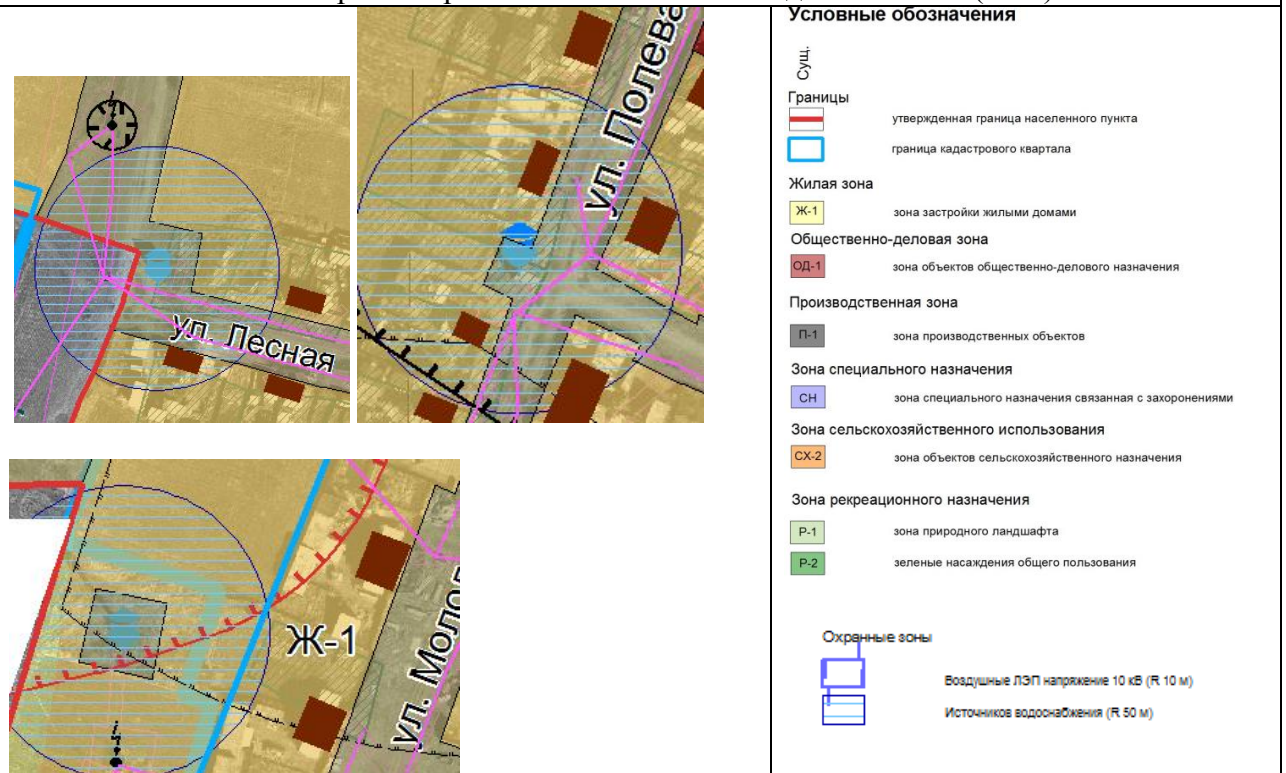 ул. Полева
ул. Лесная
Ж-1
ул. Моло
Условные обозначения
Сущ.
Границы
утвержденная граница населенного пункта
граница кадастрового квартала
Жилая зона
Ж-1 зона застройки жилыми домами
Общественно-деловая зона
ОД-1 зона объектов общественно-делового назначения
Производственная зона
П-1 зона производственных объектов
Зона специального назначения
СН зона специального назначения связанная с захоронениями
Зона сельскохозяйственного использования
СХ-2 зона объектов сельскохозяйственного назначения
Зона рекреационного назначения
Р-1 зона природного ландшафта
Р-2 зеленые насаждения общего пользования
Охранные зоны
Воздушные ЛЭП напряжение 10 кВ (R 10 м)
Источников водоснабжения (R 50 м)